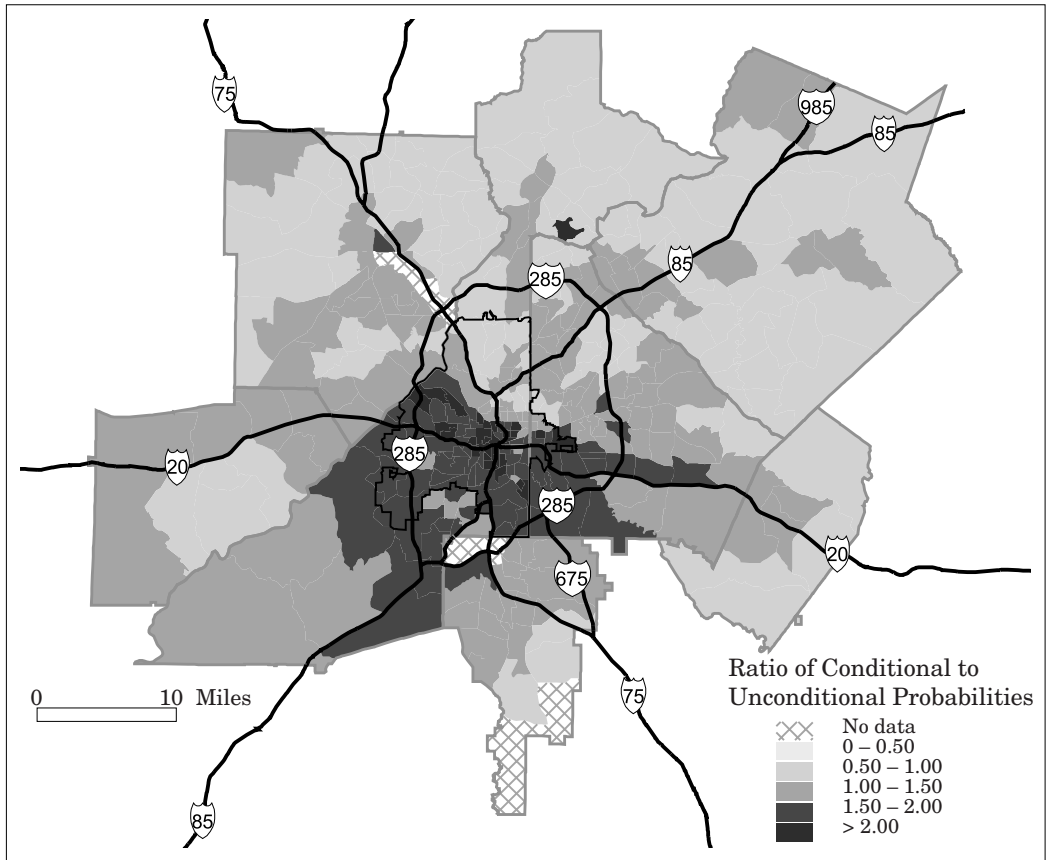 75
985
85
85
285
285
20
285
675
20
75
85
0 10 Miles
Ratio of Conditional to
Unconditional Probabilities
No data
0 – 0.50
0.50 – 1.00
1.00 – 1.50
1.50 – 2.00
> 2.00